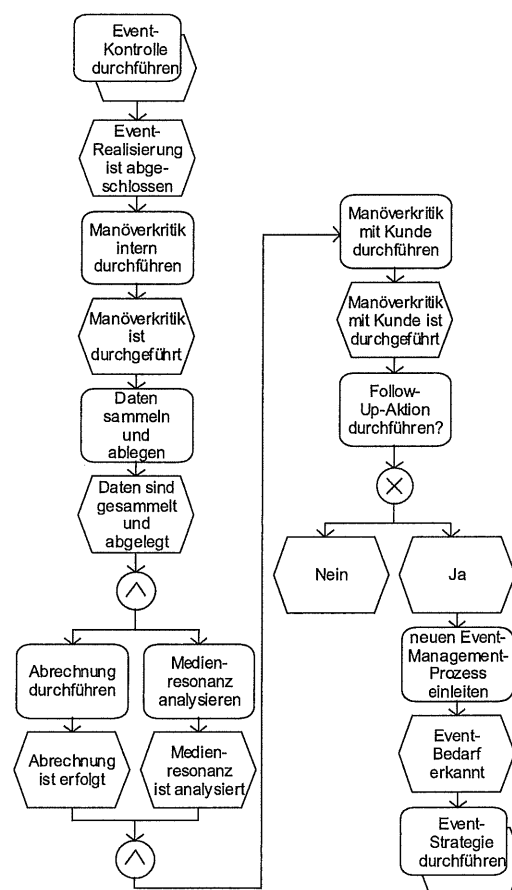 Event-
Kontrolle
durchführen
Event-
Realisierung
ist abge-
schlossen
Manöverkritik
intern
durchführen
Manöverkritik
ist
durchgeführt
Daten
sammeln
und
ablegen
Daten sind
gesammelt
und
abgelegt
Abrechnung
durchführen
Medien-
resonanz
analysieren
Abrechnung
ist erfolgt
Medien-
resonanz
ist analysiert
Manöverkritik
mit Kunde
durchführen
Manöverkritik
mit Kunde ist
durchgeführt
Follow-
Up-Aktion
durchführen?
Nein
Ja
neuen Event-
Management-
Prozess
einleiten
Event-
Bedarf
erkannt
Event-
Strategie
durchführen